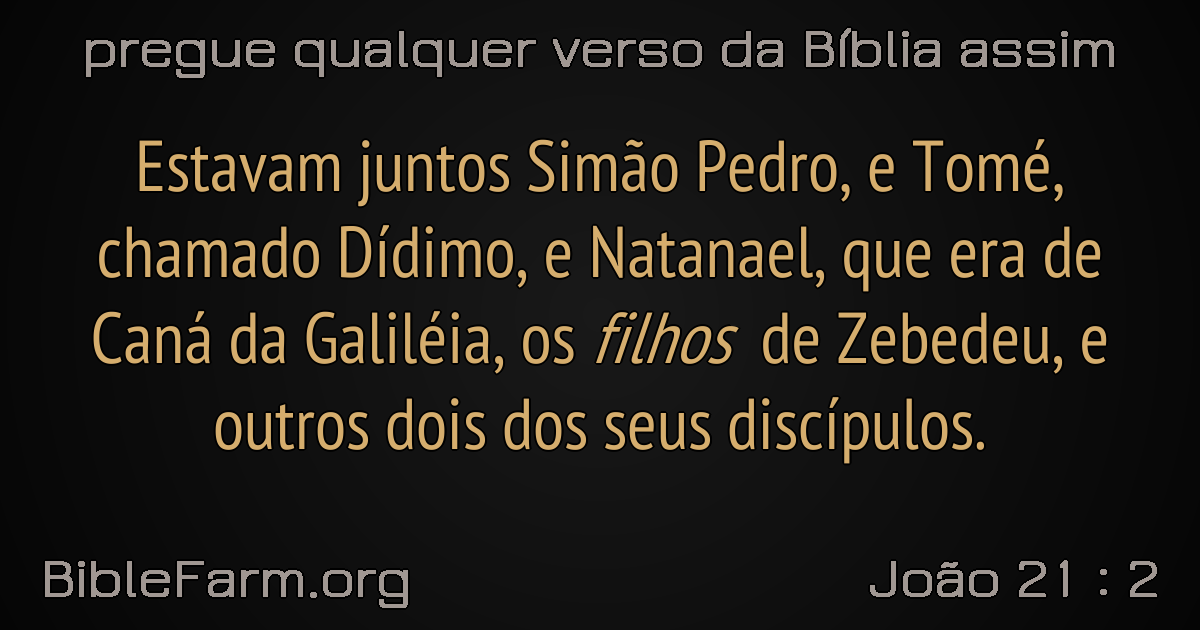 pregue qualquer verso da Bíblia assim
Estavam juntos Simão Pedro, e Tomé,
chamado Dídimo, e Natanael, que era de
Caná da Galiléia, os filhos de Zebedeu, e
outros dois dos seus discípulos.
BibleFarm.org
João 21 : 2